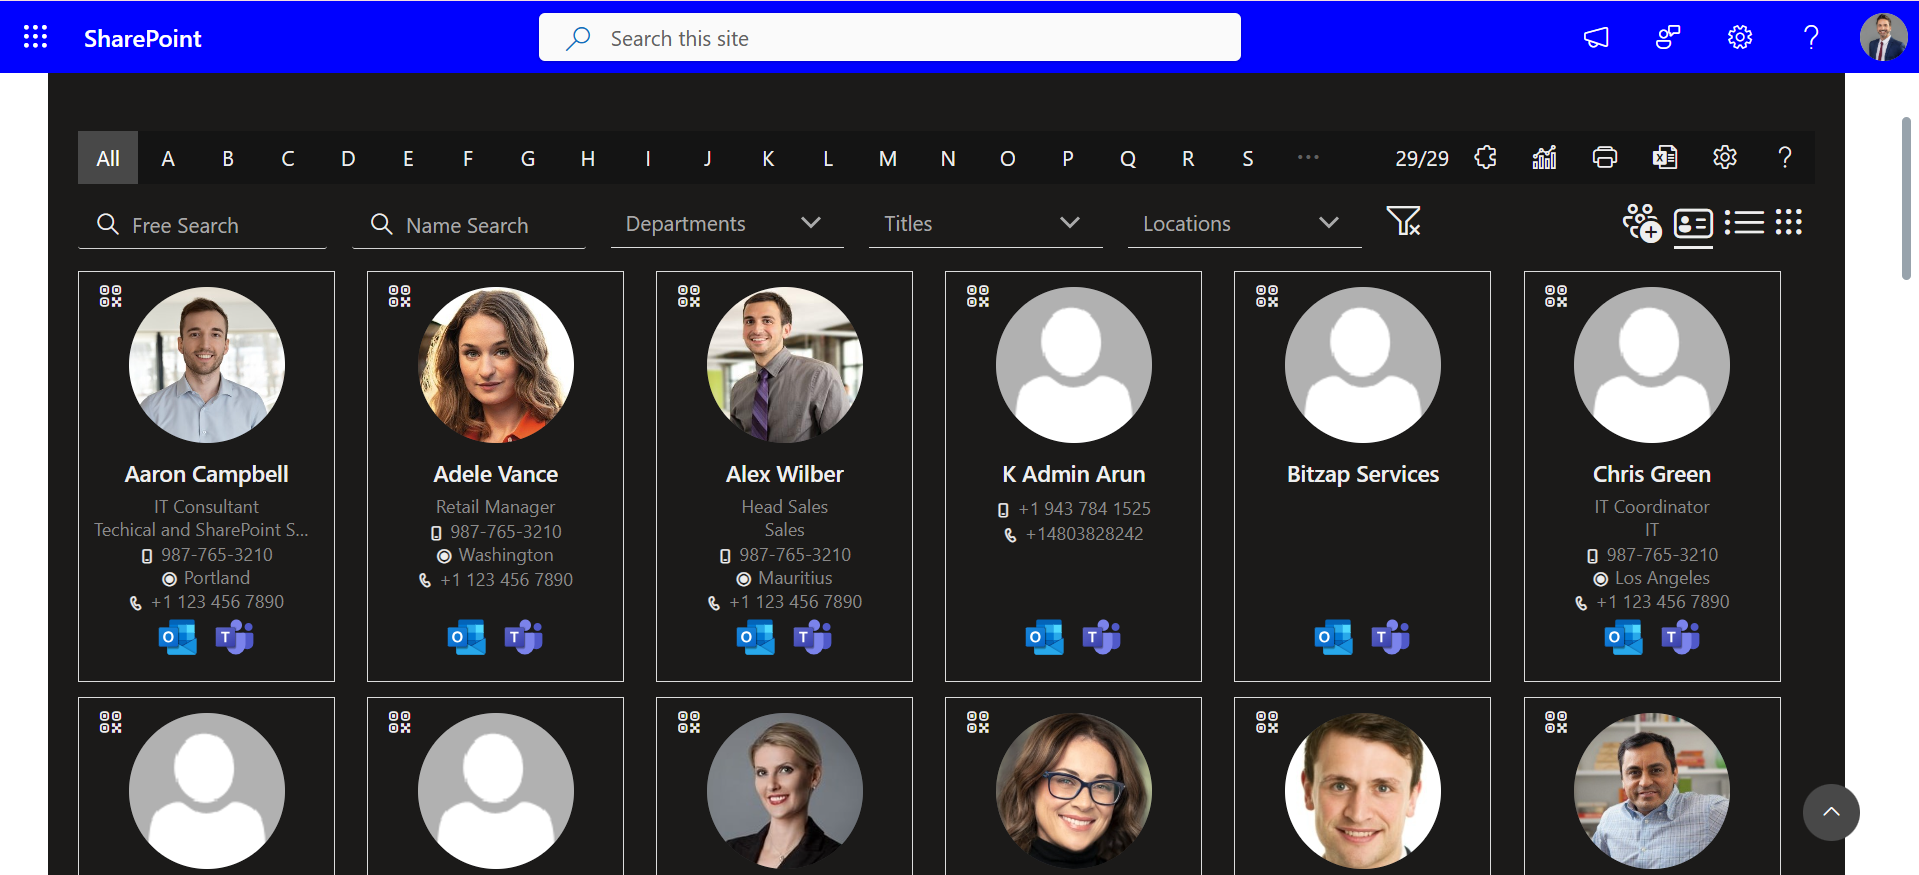 SharePoint
Search this site
All A B C D E F G H I J K L M N O P Q R S ... 29/29
Free Search Name Search Departments Titles Locations
Aaron Campbell
IT Consultant
Techical and SharePoint S...
987-765-3210
Portland
+1 123 456 7890
Adele Vance
Retail Manager
987-765-3210
Washington
+1 123 456 7890
Alex Wilber
Head Sales
Sales
987-765-3210
Mauritius
+1 123 456 7890
K Admin Arun
+1 943 784 1525
+14803828242
Bitzap Services
Chris Green
IT Coordinator
IT
987-765-3210
Los Angeles
+1 123 456 7890